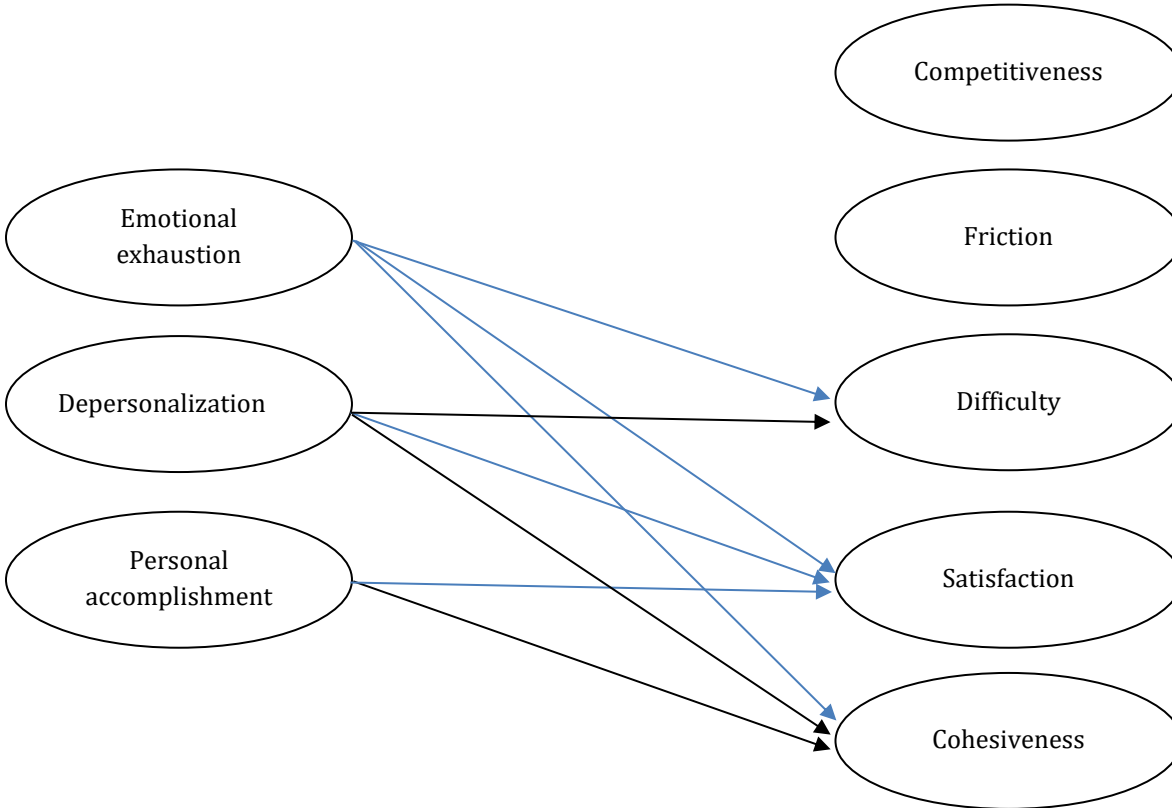 Competitiveness
Emotional
exhaustion
Friction
Depersonalization
Difficulty
Personal
accomplishment
Satisfaction
Cohesiveness